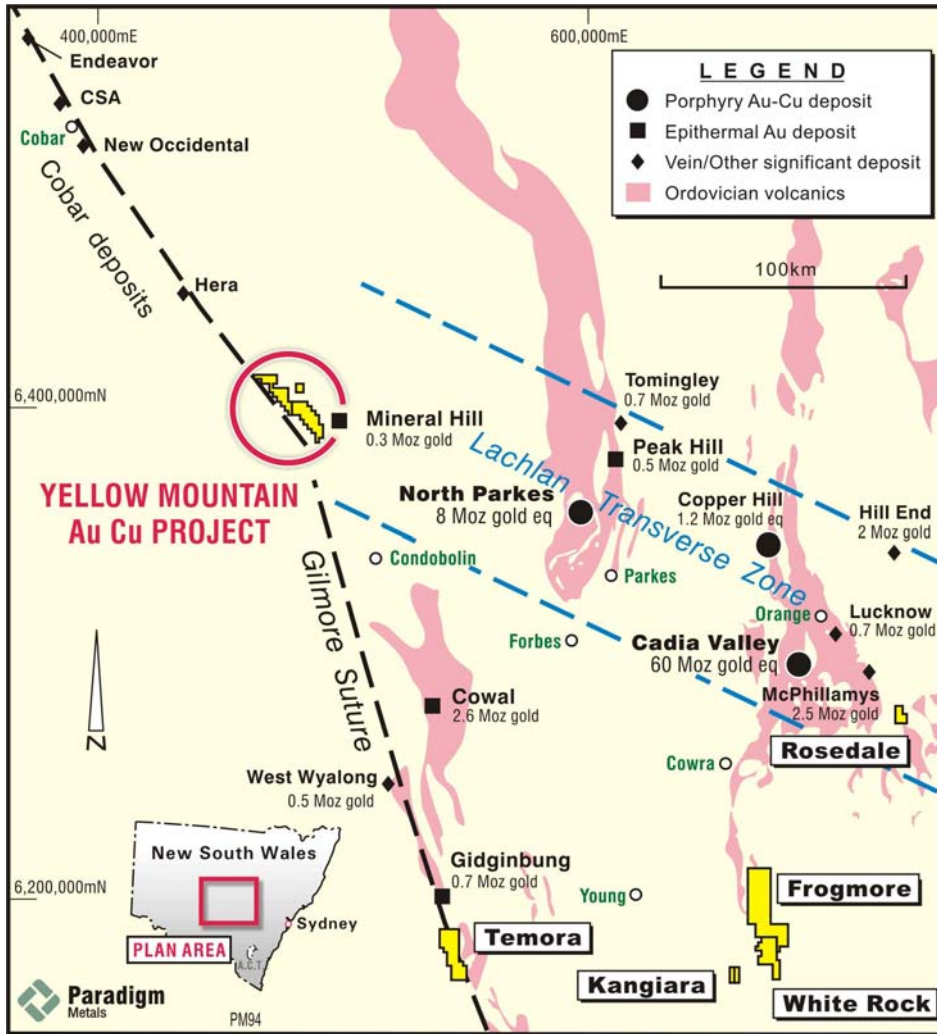 400,000mE
600,000mE
Endeavor
CSA
Cobar
New Occidental
Cobar deposits
Hera
LEGEND
Porphyry Au-Cu deposit
Epithermal Au deposit
Vein/Other significant deposit
Ordovician volcanics
100km
6,400,000mN
Mineral Hill
0.3 Moz gold
YELLOW MOUNTAIN
Au Cu PROJECT
Tomingley
0.7 Moz gold
Peak Hill
0.5 Moz gold
Lachlan Transverse Zone
North Parkes
8 Moz gold eq
Copper Hill
1.2 Moz gold eq
Hill End
2 Moz gold
Condobolin
Parkes
Gilmore Suture
Forbes
Orange
Lucknow
0.7 Moz gold
Cadia Valley
60 Moz gold eq
McPhillamys
2.5 Moz gold
Cowal
2.6 Moz gold
Rosedale
Cowra
N
West Wyalong
0.5 Moz gold
New South Wales
Sydney
PLAN AREA
A.C.T.
Gidginbung
0.7 Moz gold
6,200,000mN
Young
Frogmore
Temora
Kangiara
White Rock
Paradigm
Metals
PM94